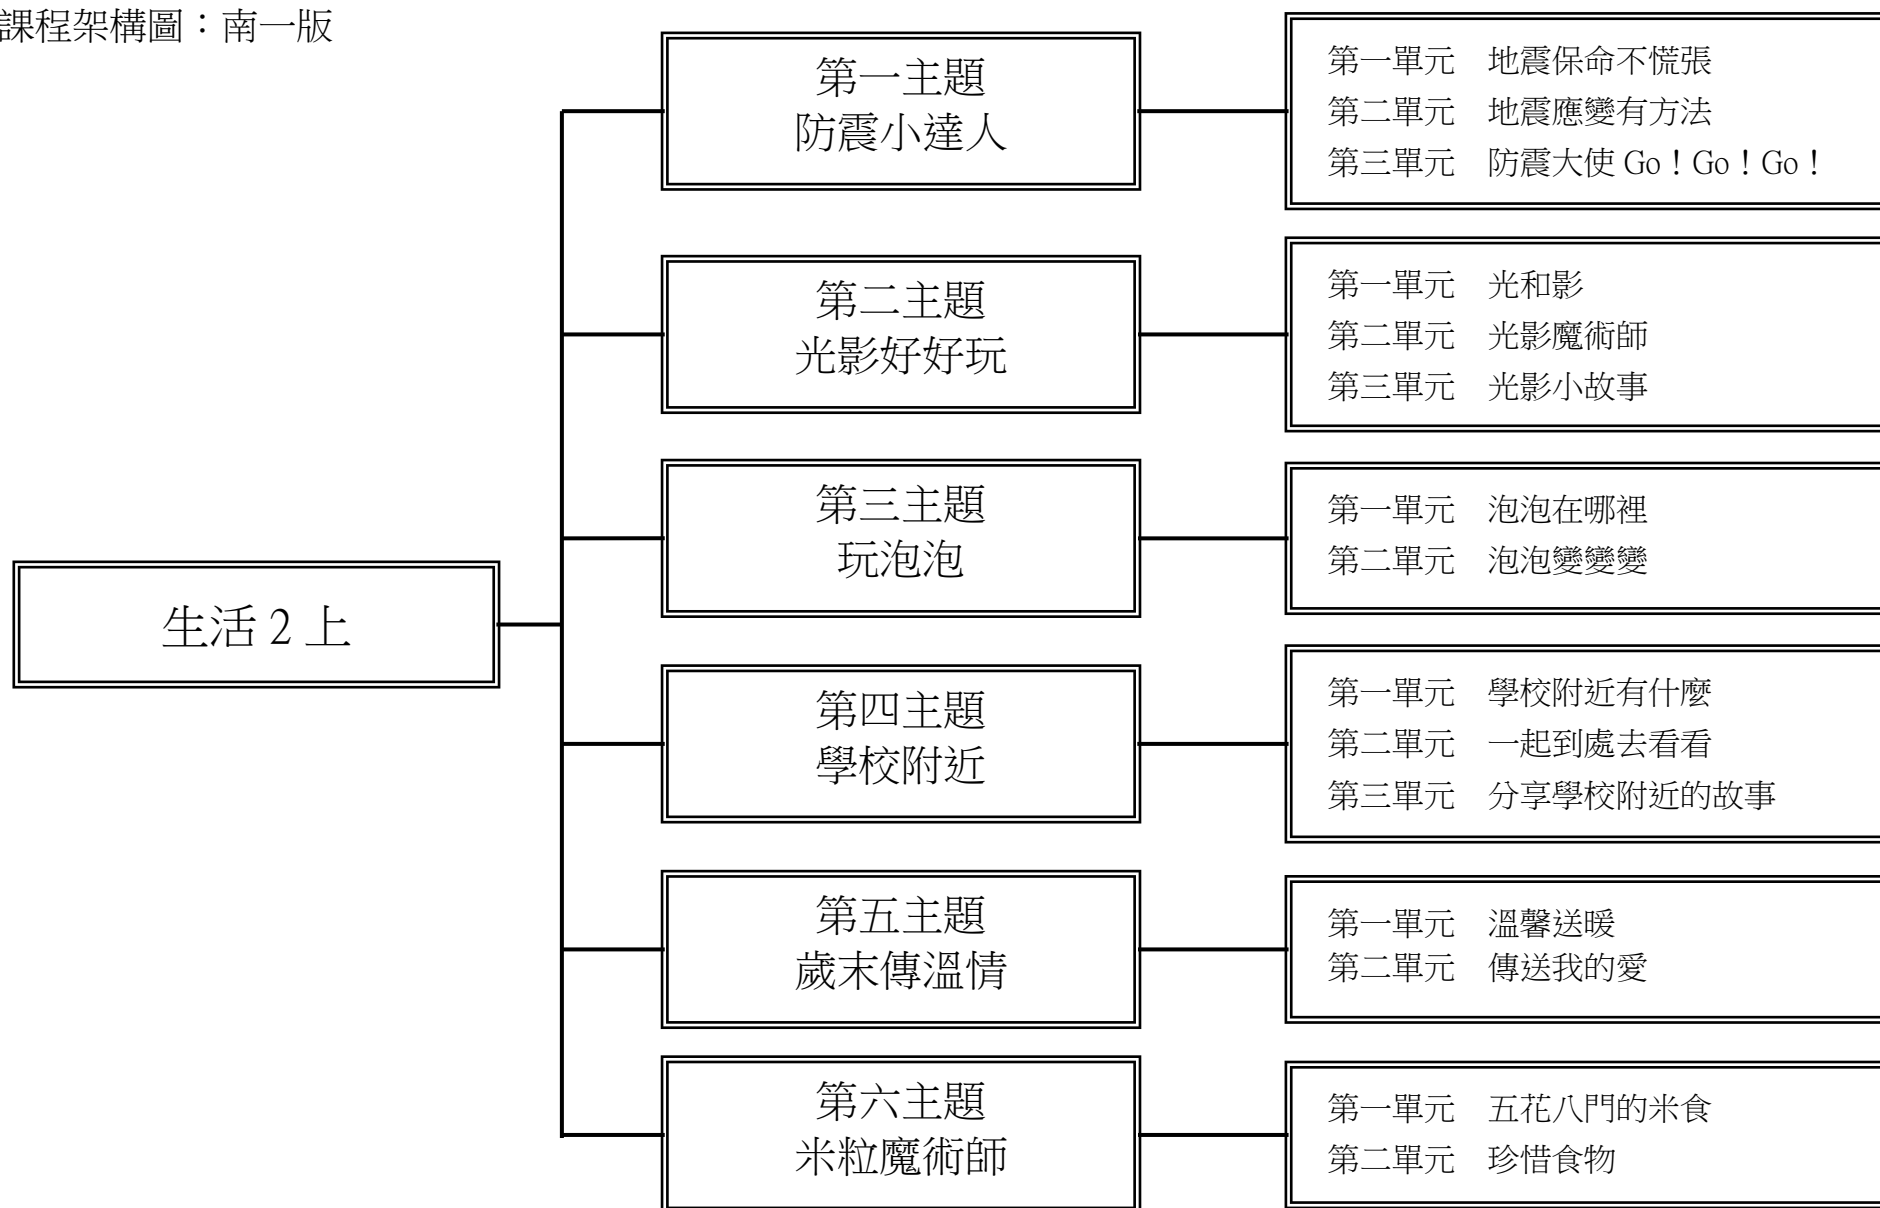 課程架構圖：南一版
生活 2 上
第一主題
防震小達人
第一單元　地震保命不慌張
第二單元　地震應變有方法
第三單元　防震大使 Go！Go！Go！
第二主題
光影好好玩
第一單元　光和影
第二單元　光影魔術師
第三單元　光影小故事
第三主題
玩泡泡
第一單元　泡泡在哪裡
第二單元　泡泡變變變
第四主題
學校附近
第一單元　學校附近有什麼
第二單元　一起到處去看看
第三單元　分享學校附近的故事
第五主題
歲末傳溫情
第一單元　溫馨送暖
第二單元　傳送我的愛
第六主題
米粒魔術師
第一單元　五花八門的米食
第二單元　珍惜食物